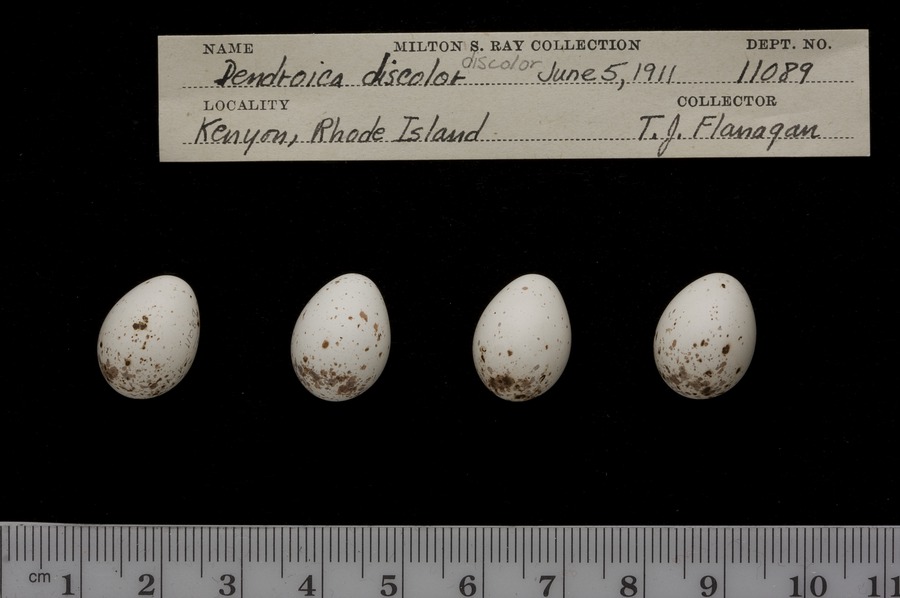 NAME MILTON S. RAY COLLECTION DEPT. NO.
Dendroica discolor discolor June 5, 1911 11089
LOCALITY COLLECTOR
Kenyon, Rhode Island T. J. Flanagan
cm 1 2 3 4 5 6 7 8 9 10 11